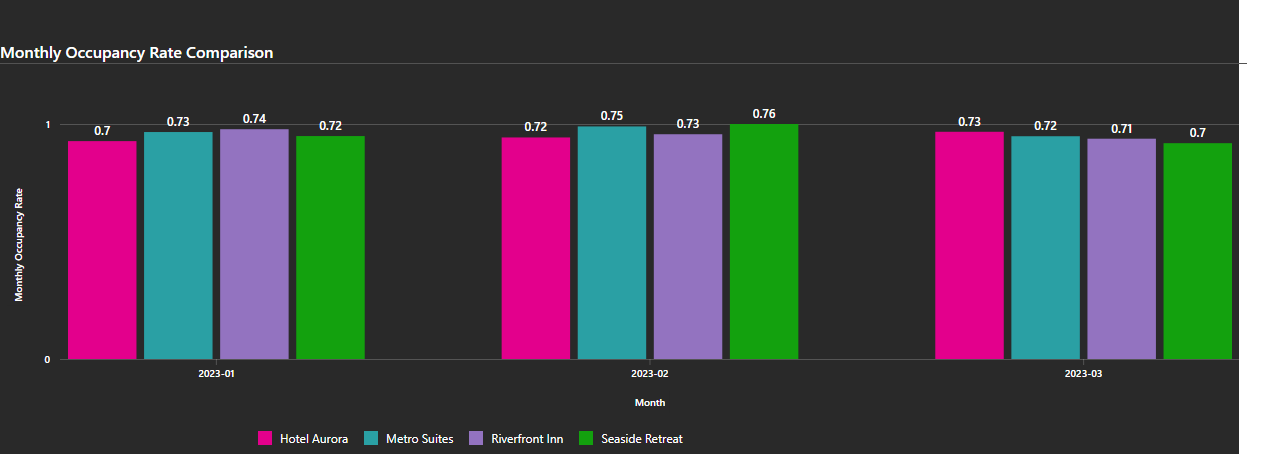 Monthly Occupancy Rate Comparison
1
0.7
0.73
0.74
0.72
0.72
0.75
0.73
0.76
0.73
0.72
0.71
0.7
Monthly Occupancy Rate
0
2023-01
2023-02
2023-03
Month
Hotel Aurora
Metro Suites
Riverfront Inn
Seaside Retreat